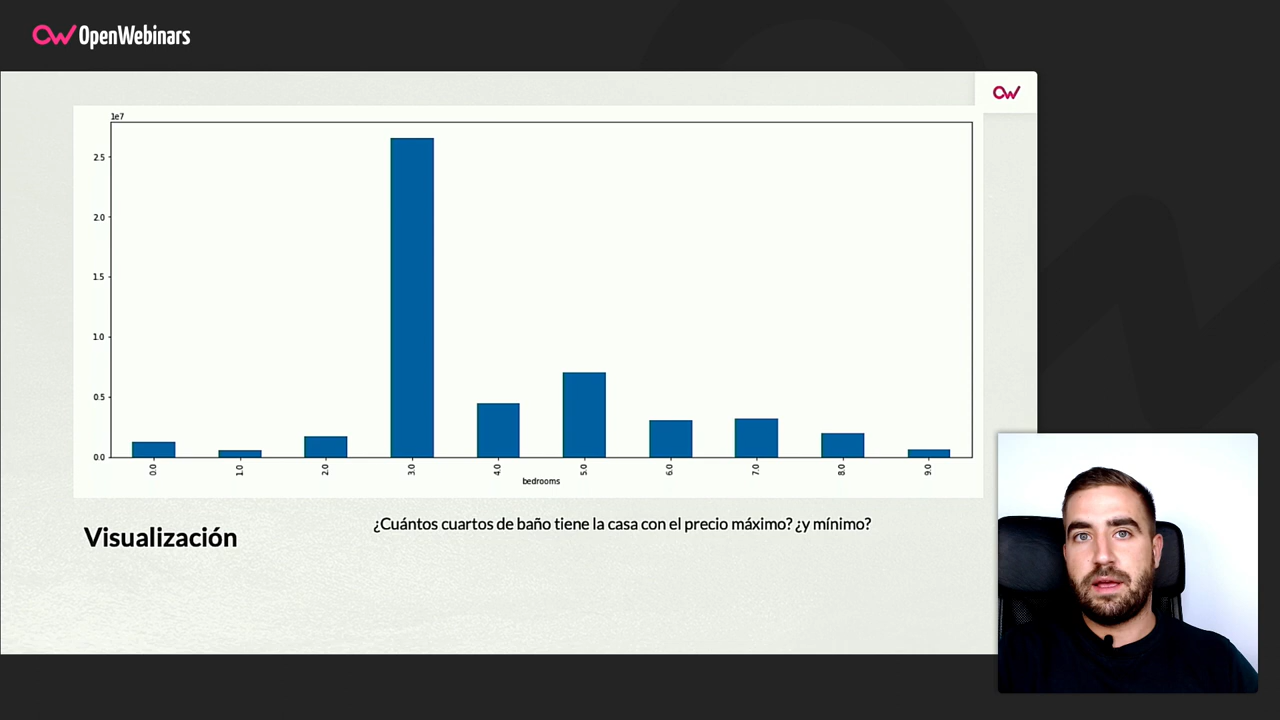 OpenWebinars
1e7
2.5
2.0
1.5
1.0
0.5
0.0
0.0 1.0 2.0 3.0 4.0 5.0 6.0 7.0 8.0 9.0
bedrooms
¿Cuántos cuartos de baño tiene la casa con el precio máximo? ¿y mínimo?
Visualización